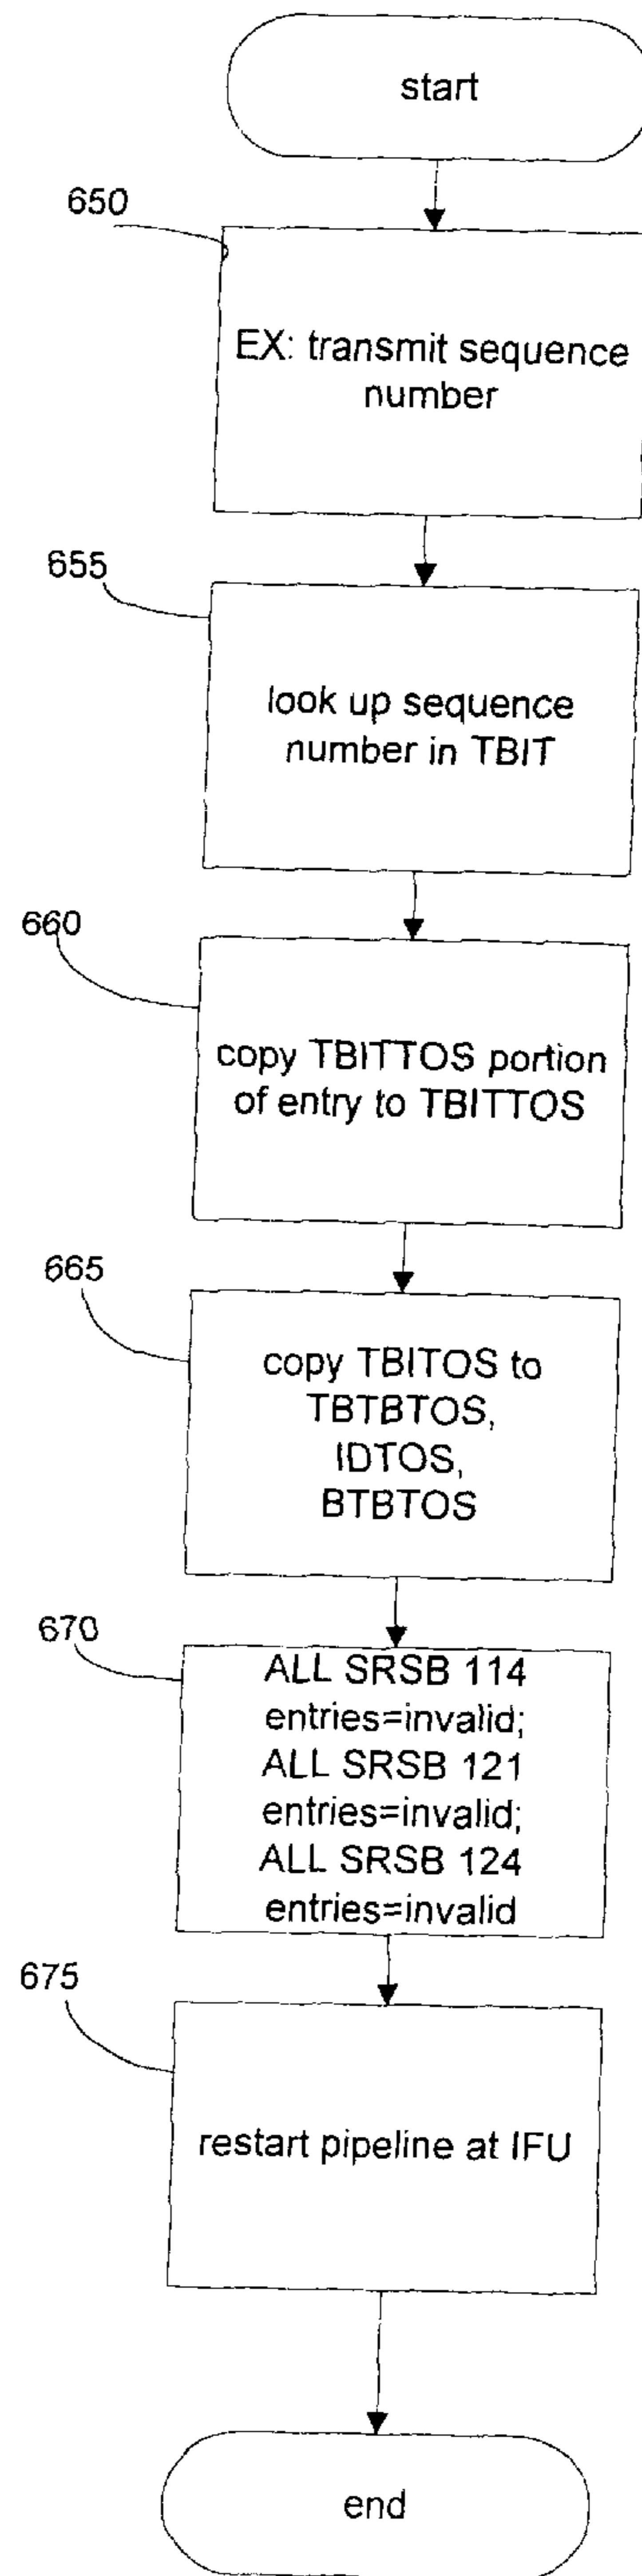 start
650
EX: transmit sequence
number
655
look up sequence
number in TBIT
660
copy TBITTOS portion
of entry to TBITTOS
665
copy TBITOS to
TBTBTOS,
IDTOS,
BTBTOS
670
ALL SRSB 114
entries=invalid;
ALL SRSB 121
entries=invalid;
ALL SRSB 124
entries=invalid
675
restart pipeline at IFU
end